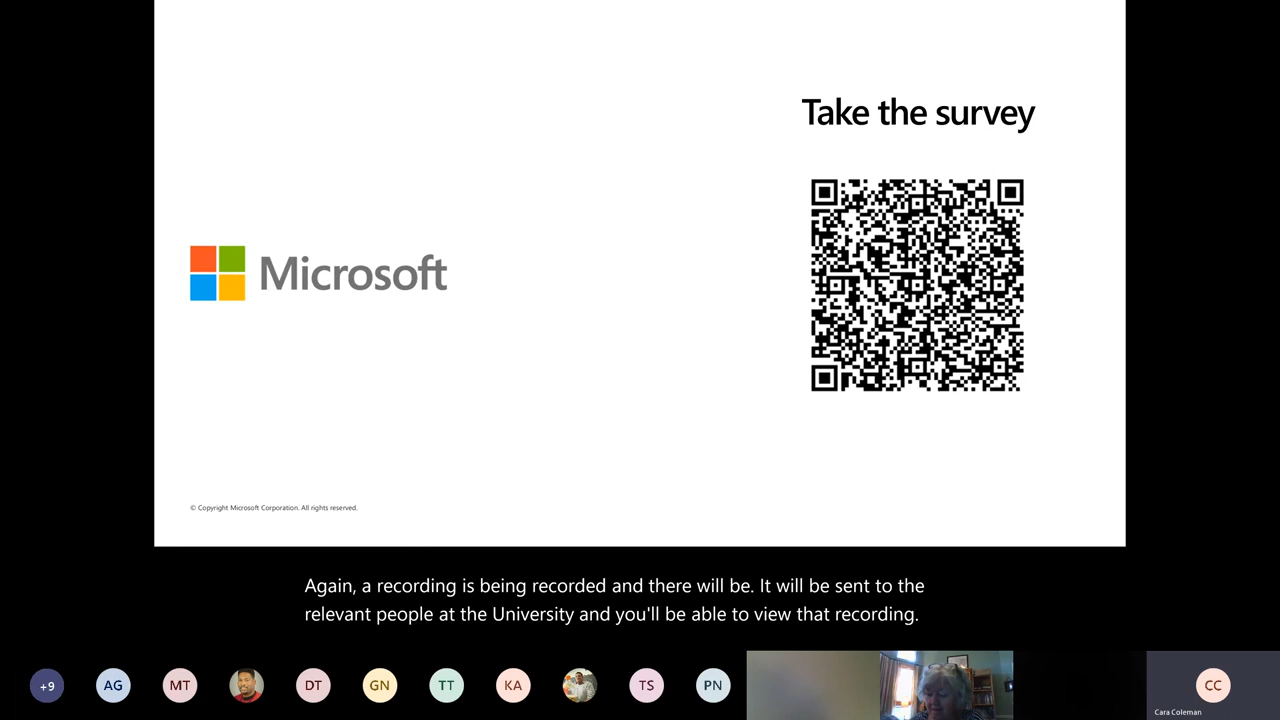 Take the survey
Microsoft
© Copyright Microsoft Corporation. All rights reserved.
Again, a recording is being recorded and there will be. It will be sent to the
relevant people at the University and you'll be able to view that recording.
+9
AG
MT
DT
GN
TT
KA
TS
PN
CC
Cara Coleman